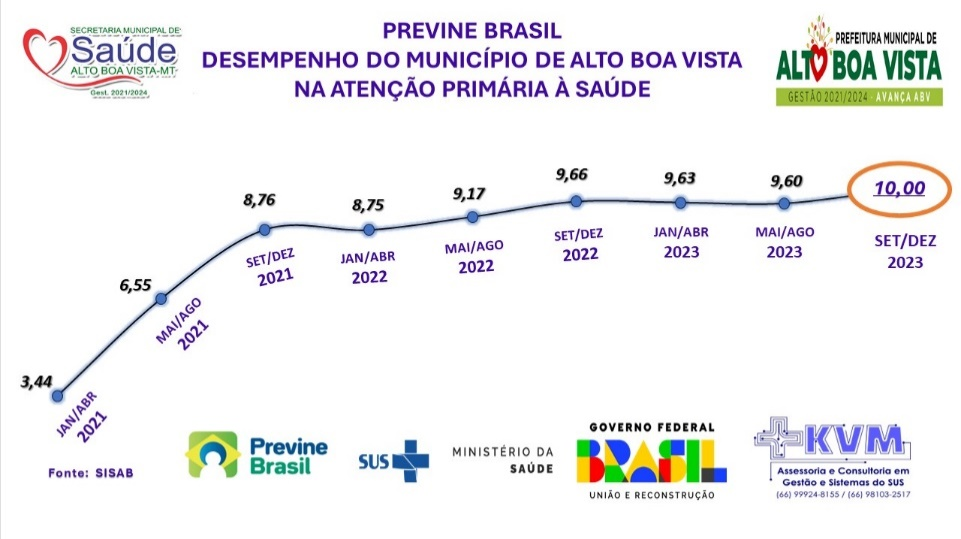 SECRETARIA MUNICIPAL DE
Saúde
ALTO BOA VISTA-MT
Gest. 2021/2024
PREVINE BRASIL
DESEMPENHO DO MUNICÍPIO DE ALTO BOA VISTA
NA ATENÇÃO PRIMÁRIA À SAÚDE
PREFEITURA MUNICIPAL DE
ALTO BOA VISTA
GESTÃO 2021/2024 - AVANÇA ABV
3,44
JAN/ABR
2021
6,55
MAI/AGO
2021
8,76
SET/DEZ
2021
8,75
JAN/ABR
2022
9,17
MAI/AGO
2022
9,66
SET/DEZ
2022
9,63
JAN/ABR
2023
9,60
MAI/AGO
2023
10,00
SET/DEZ
2023
Fonte: SISAB
Previne
Brasil
SUS
MINISTÉRIO DA
SAÚDE
GOVERNO FEDERAL
BRASIL
UNIÃO E RECONSTRUÇÃO
KVM
Assessoria e Consultoria em
Gestão e Sistemas do SUS
(66) 99924-8155 / (66) 98103-2517